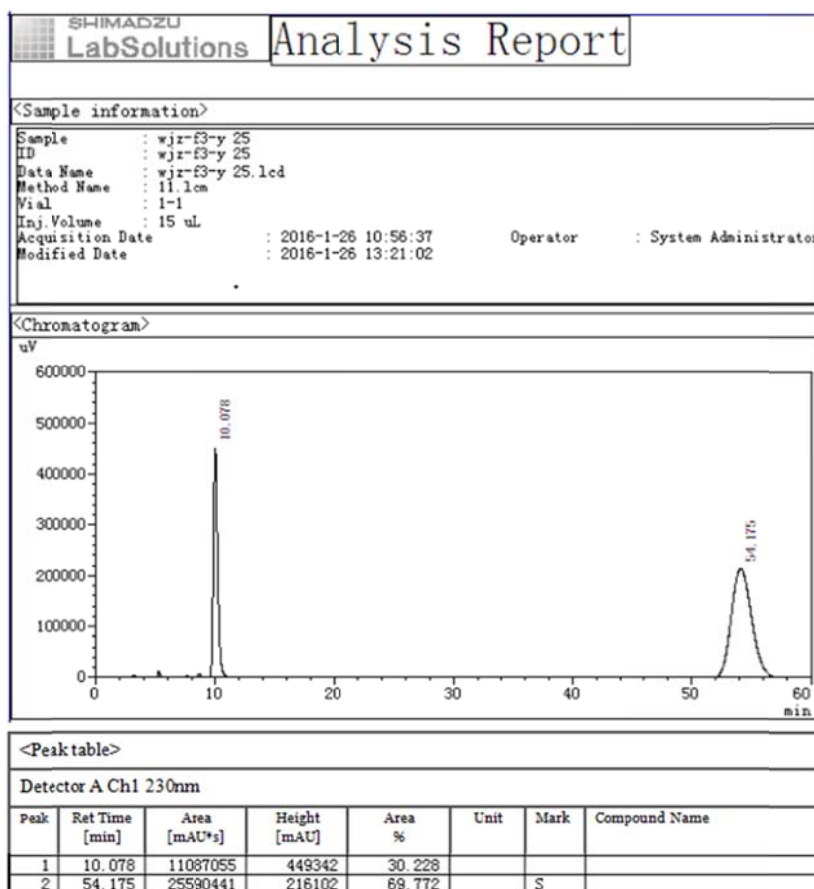 SHIMADZU
LabSolutions Analysis Report
<Sample information>
Sample : wjz-f3-y 25
ID : wjz-f3-y 25
Data Name : wjz-f3-y 25.lcd
Method Name : 11.lcm
Vial : 1-1
Inj.Volume : 15 uL
Acquisition Date : 2016-1-26 10:56:37 Operator : System Administrator
Modified Date : 2016-1-26 13:21:02
<Chromatogram>
uV
600000
500000
400000
300000
200000
100000
0
10.078
54.175
0 10 20 30 40 50 60
min
<Peak table>
Detector A Ch1 230nm
Peak Ret Time Area Height Area Unit Mark Compound Name
[min] [mAU*s] [mAU] %
1 10.078 11087055 449342 30.228
2 54.175 25590441 216102 69.772 S